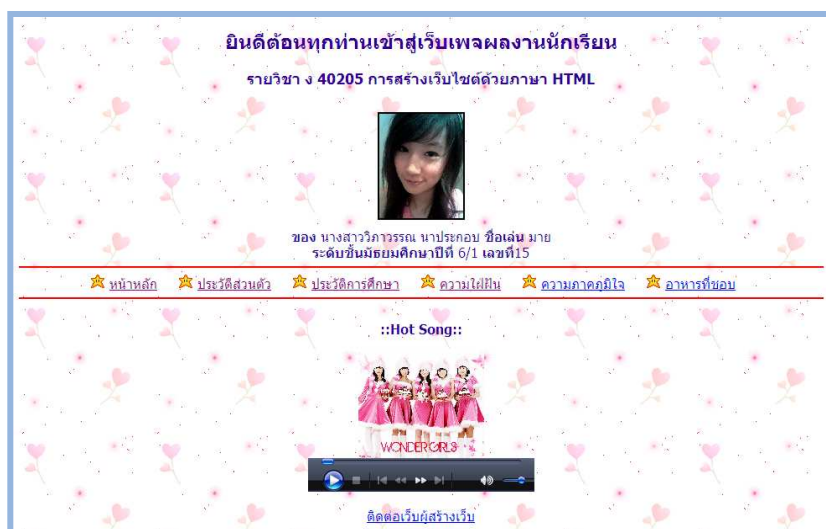 ยินดีต้อนทุกท่านเข้าสู่เว็บเพจผลงานนักเรียน
รายวิชา ง 40205 การสร้างเว็บไซต์ด้วยภาษา HTML
ของ นางสาววิภาวรรณ นาประกอบ ชื่อเล่น มาย
ระดับชั้นมัธยมศึกษาปีที่ 6/1 เลขที่15
หน้าหลัก ประวัติส่วนตัว ประวัติการศึกษา ความใฝ่ฝัน ความภาคภูมิใจ อาหารที่ชอบ
::Hot Song::
WONDER GIRLS
ติดต่อเว็บผู้สร้างเว็บ